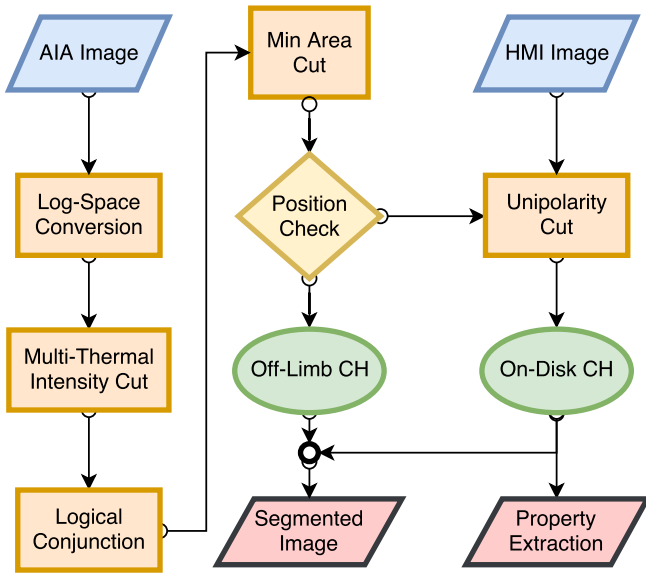 AIA Image
Log-Space
Conversion
Multi-Thermal
Intensity Cut
Logical
Conjunction
Min Area
Cut
Position
Check
Off-Limb CH
Segmented
Image
HMI Image
Unipolarity
Cut
On-Disk CH
Property
Extraction